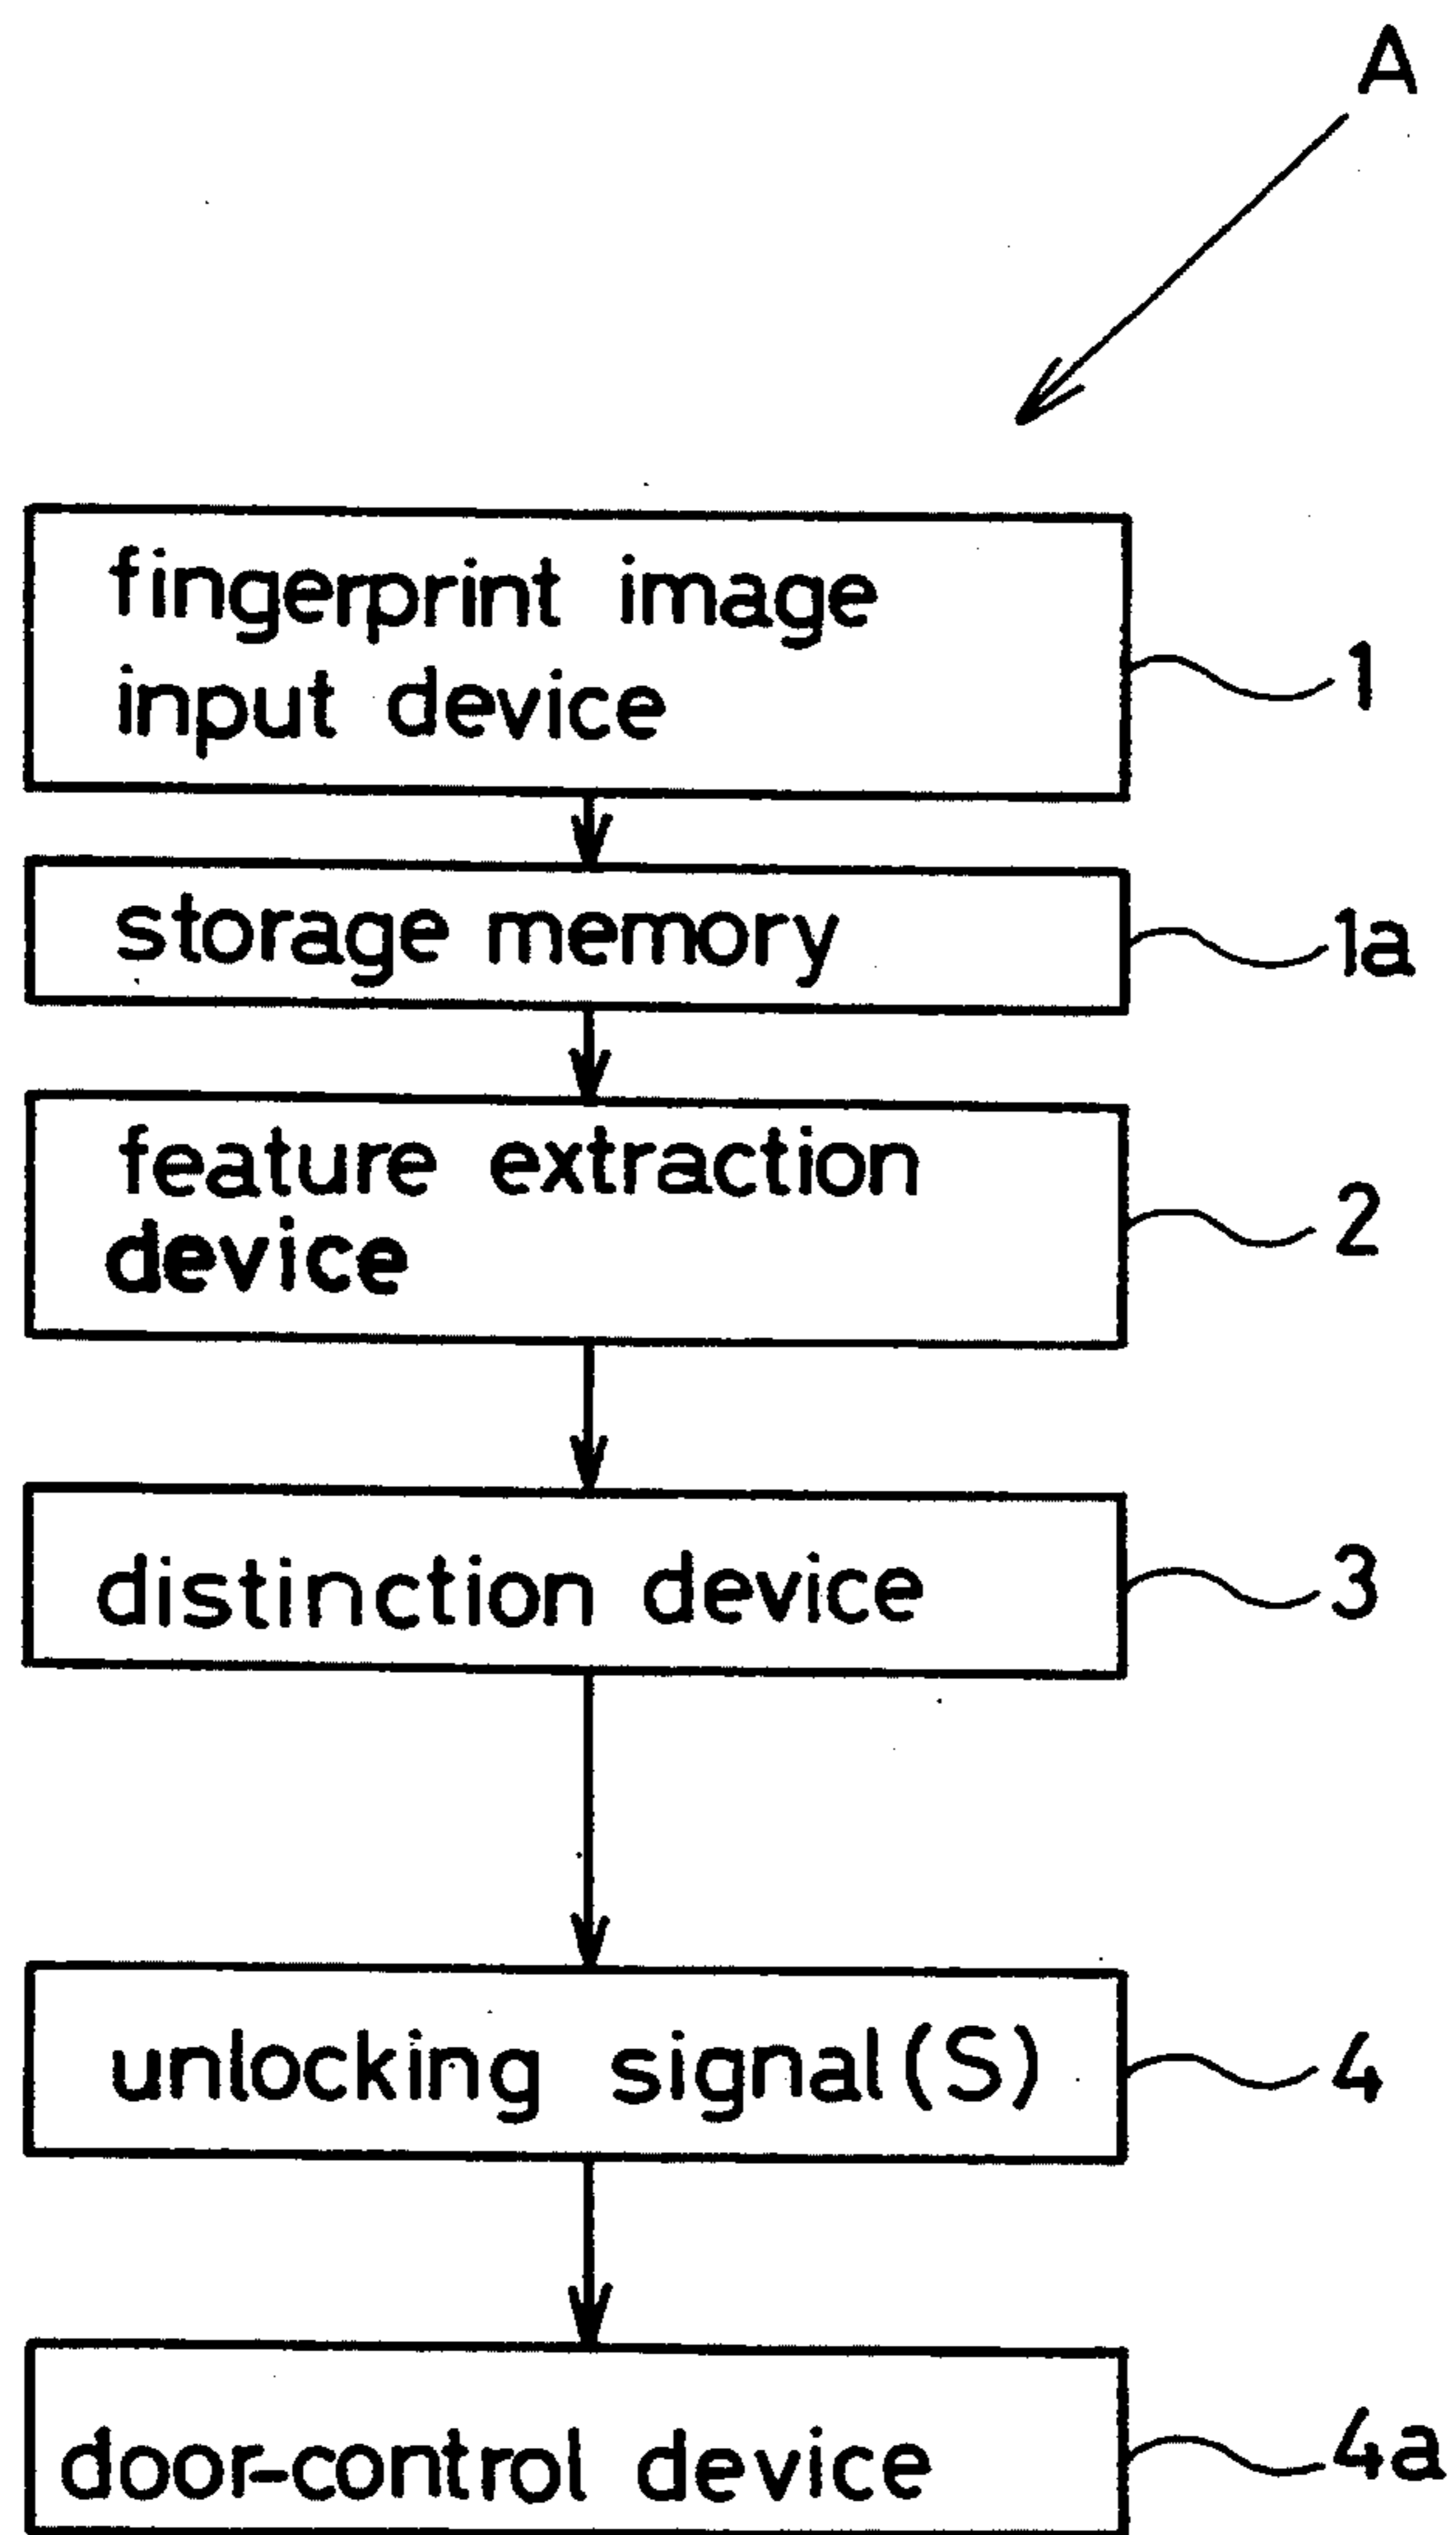 A
fingerprint image
input device
1
storage memory
1a
feature extraction
device
2
distinction device
3
unlocking signal(S)
4
door-control device
4a